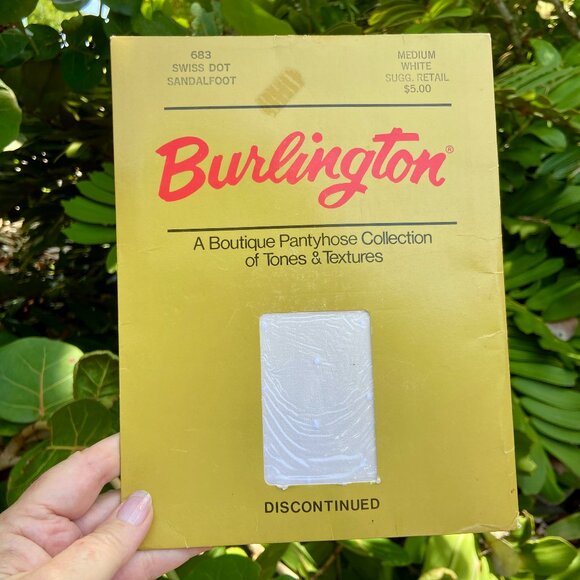 683
SWISS DOT
SANDALFOOT
MEDIUM
WHITE
SUGG. RETAIL
$5.00
Burlington®
A Boutique Pantyhose Collection
of Tones & Textures
DISCONTINUED